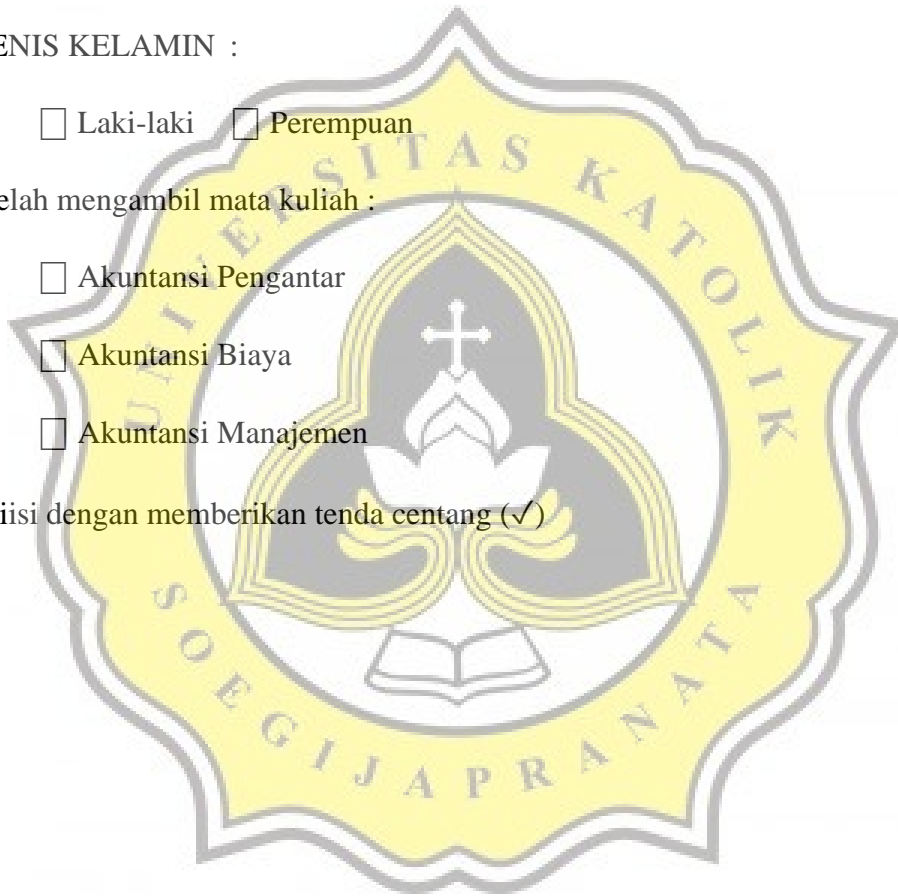 ENIS KELAMIN :
☐ Laki-laki ☐ Perempuan
elah mengambil mata kuliah :
☐ Akuntansi Pengantar
☐ Akuntansi Biaya
☐ Akuntansi Manajemen
iisi dengan memberikan tenda centang (✓)
UNIVERSITAS KATOLIK
SOEGIJAPRANATA